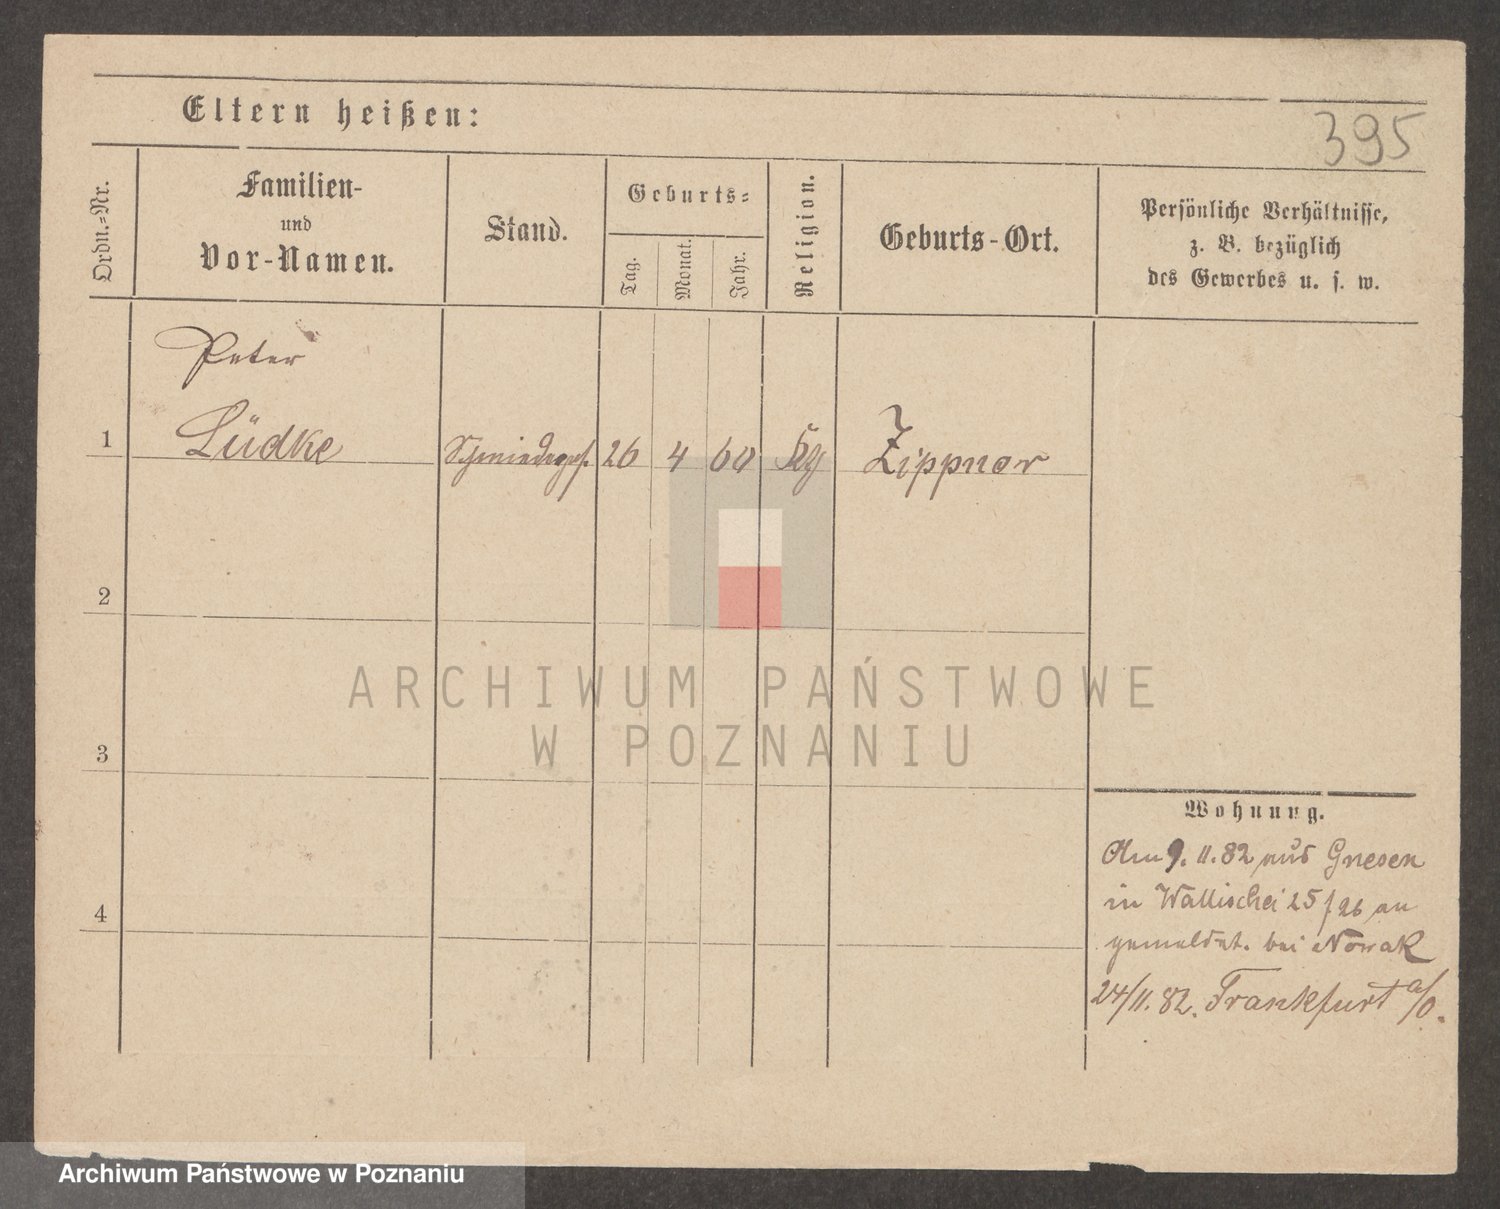 Eltern heißen:
395
Ordn.-Nr.
Familien-
und
Vor-Namen.
Stand.
Geburts-
Tag.
Monat.
Jahr.
Religion.
Geburts-Ort.
Persönliche Verhältnisse,
z. B. bezüglich
des Gewerbes u. s. w.
Peter
1 Lüdke Schmiedeges. 26 4 60 Zippnow
2
3
4
Wohnung.
Am 9. 11. 82 aus Gnesen
in Wallischei 25/26 an
gemeldet. bei Nowak
24/11. 82. Frankfurt a/O.
ARCHIWUM PAŃSTWOWE
W POZNANIU
Archiwum Państwowe w Poznaniu